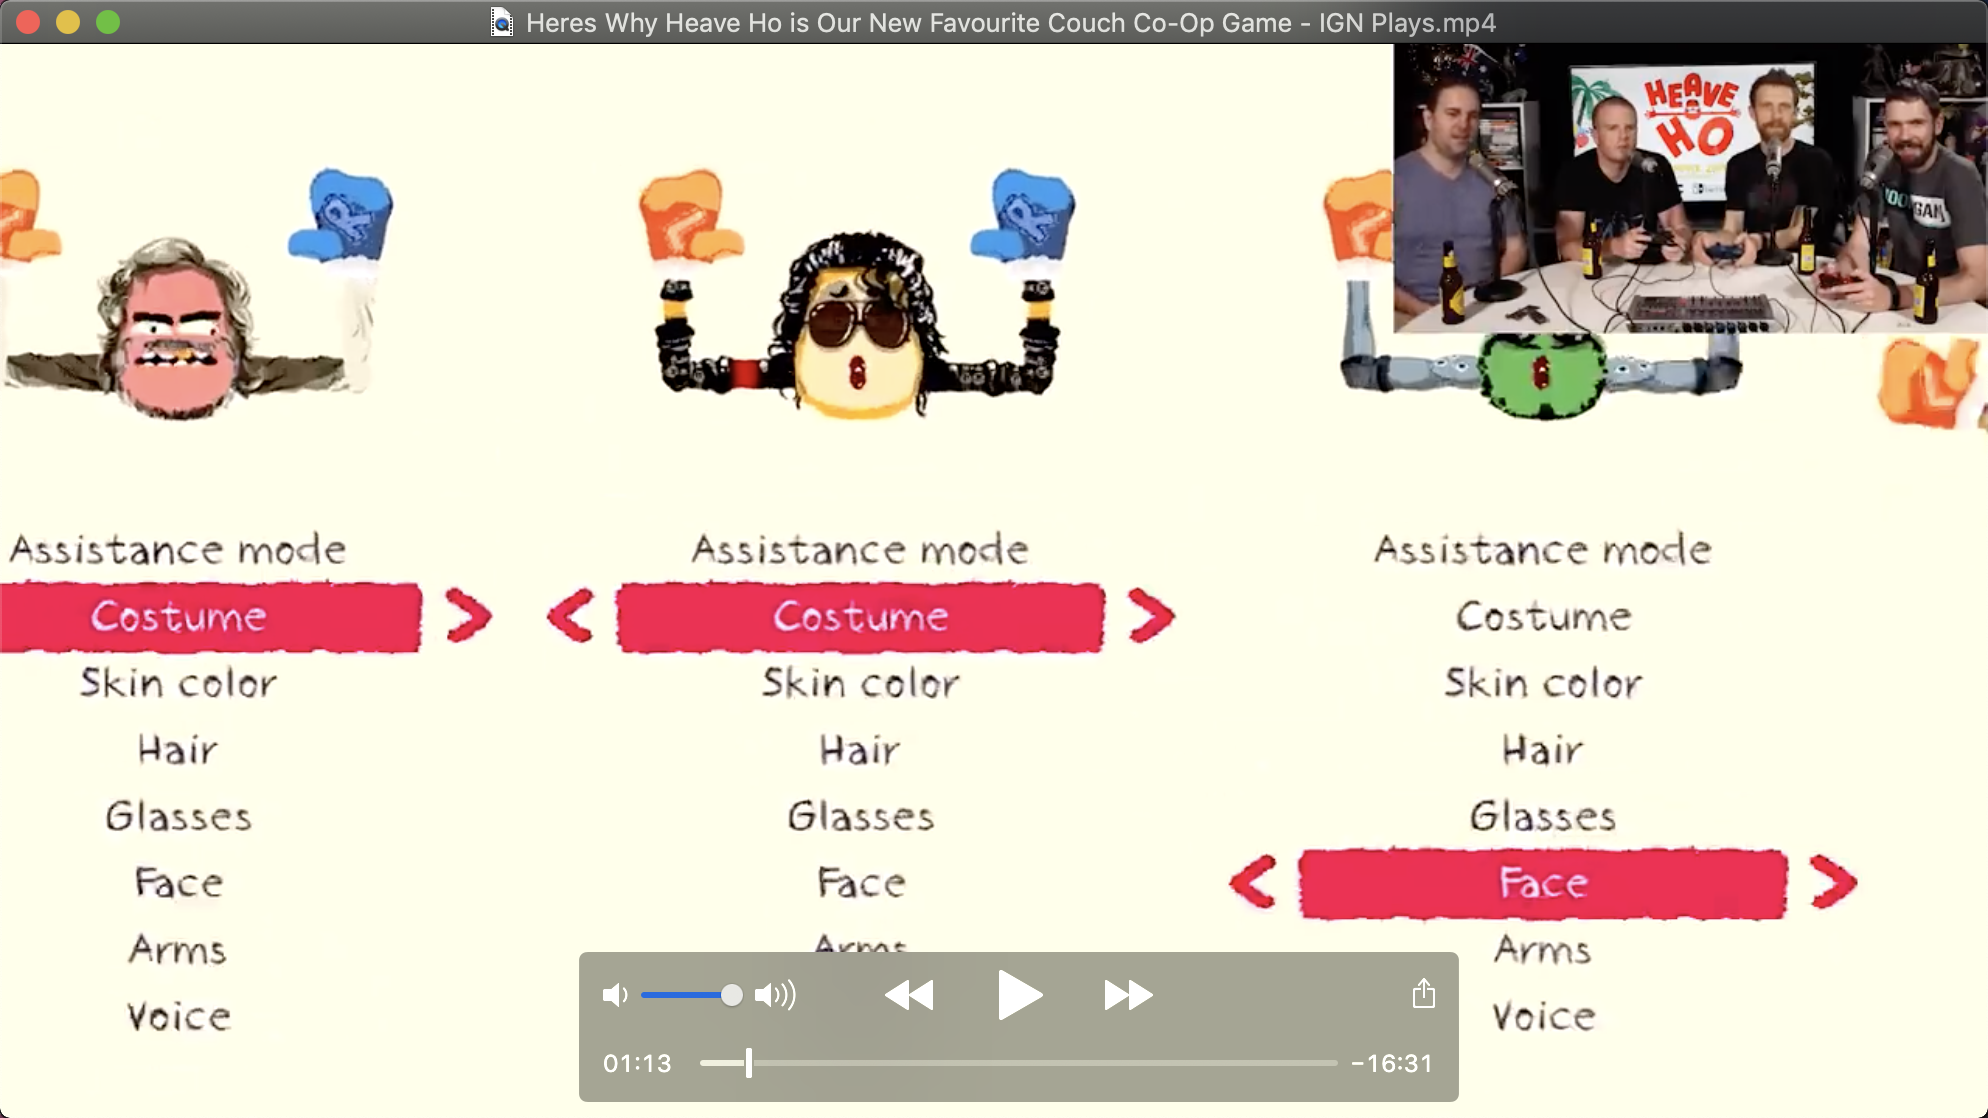 Heres Why Heave Ho is Our New Favourite Couch Co-Op Game - IGN Plays.mp4
HEAVE
HO
GAN
R
R
L
Assistance mode
Assistance mode
Assistance mode
< Costume >
Costume >
Costume
Skin color
Skin color
Skin color
Hair
Hair
Hair
Glasses
Glasses
Glasses
Face
Face
< Face >
Arms
Arms
Arms
Voice
Voice
01:13
-16:31